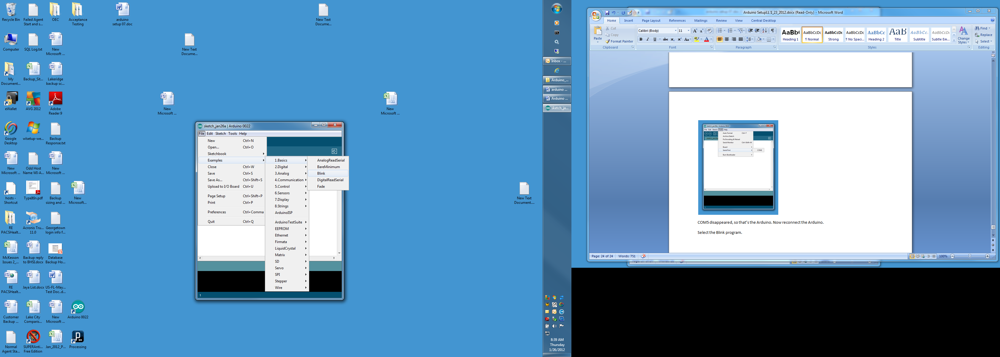 Recycle Bin
Failed Agent
Start and s...
OEC
Acceptance
Testing
arduino
setup 07.doc
New Text
Docume...
Computer
SQL Log.txt
New
Microsoft ...
New Text
Docume...
My
Document...
Backup_Sit...
Lakeridge
backup sc...
eWallet
AVG 2012
Adobe
Reader 9
New
Microsoft ...
New
Microsoft ...
Google
Desktop
wlsetup-we...
Backup
Response.txt
New
Microsoft ...
Odd Host
Name WI-A...
New
Microsoft ...
hosts -
Shortcut
TypeItIn.pdf
Backup
sizing and ...
New
Microsoft...
New Text
Document....
RE
PACSHealt...
Acronis Tru...
11.0
Georgetown
login info f...
McKesson
Issues 2_...
Backup reply
to BHSI.docx
Database
Backup Ho...
RE
PACSHealt...
Jaya List.docx
US-FL-May...
Test Doc..d...
Customer
Backup ...
Lake City
Comparis...
New
Microsoft ...
Arduino 0022
Normal
Agent Sta...
SUPERAnti...
Free Edition
Jan_2012_P...
Processing
sketch_jan26a | Arduino 0022
File Edit Sketch Tools Help
New Ctrl+N
Open... Ctrl+O
Sketchbook
Examples
Close Ctrl+W
Save Ctrl+S
Save As... Ctrl+Shift+S
Upload to I/O Board Ctrl+U
Page Setup Ctrl+Shift+P
Print Ctrl+P
Preferences Ctrl+Comma
Quit Ctrl+Q
1.Basics
2.Digital
3.Analog
4.Communication
5.Control
6.Sensors
7.Display
8.Strings
ArduinoISP
ArduinoTestSuite
EEPROM
Ethernet
Firmata
LiquidCrystal
Matrix
SD
Servo
SPI
Stepper
Wire
AnalogReadSerial
BareMinimum
Blink
DigitalReadSerial
Fade
1
Inbox - ...
Arduino_...
arduino ...
Arduino ...
sketch_ja...
8:39 AM
Thursday
1/26/2012
Arduino SetupLL 1_23_2012.docx (Read-Only) - Microsoft Word
Home Insert Page Layout References Mailings Review View Central Desktop
Paste
Cut
Copy
Format Painter
Clipboard
Calibri (Body) 11
B I U abc x₂ x² Aa
Font
Paragraph
AaBbC AaBbCcDc AaBbCcDc AaBbCcDc AaBbCc AaB AaBbCc. AaBbCcDc
Heading 1 ¶ Normal Strong ¶ No Spaci... Heading 2 Title Subtitle Subtle Em...
Change
Styles
Styles
Find
Replace
Select
Editing
sketch_jan26a | Arduino 0022
File Edit Sketch Tools Help
Auto Format Ctrl+T
Archive Sketch
Fix Encoding & Reload
Serial Monitor Ctrl+Shift+M
Board
Serial Port
COM6
Burn Bootloader
COM5 disappeared, so that's the Arduino. Now reconnect the Arduino.
Select the Blink program.
Page: 24 of 24 Words: 751
100%